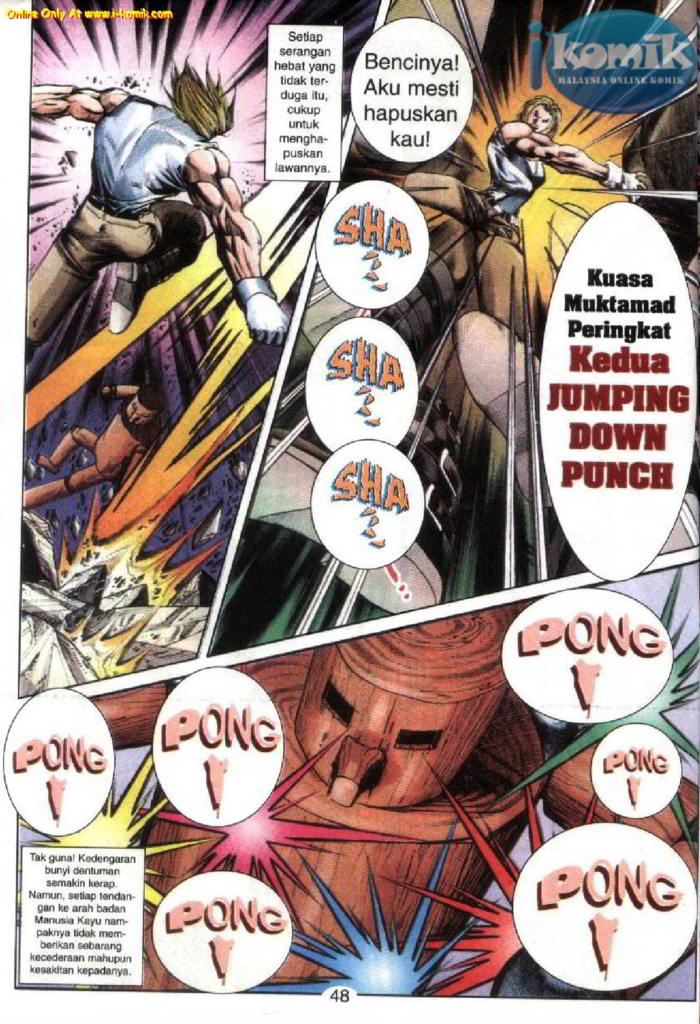 Online Only At www.i-komik.com
ikomik
MALAYSIA ONLINE KOMIK
Setiap
serangan
hebat yang
tidak ter-
duga itu,
cukup
untuk
mengha-
puskan
lawannya.
Bencinya!
Aku mesti
hapuskan
kau!
SHA
SHA
SHA
Kuasa
Muktamad
Peringkat
Kedua
JUMPING
DOWN
PUNCH
PONG
!
PONG
!
PONG
!
PONG
!
PONG
!
PONG
!
Tak guna! Kedengaran
bunyi dentuman
semakin kerap.
Namun, setiap tendan-
gan ke arah badan
Manusia Kayu nam-
paknya tidak mem-
berikan sebarang
kecederaan mahupun
kesakitan kepadanya.
48